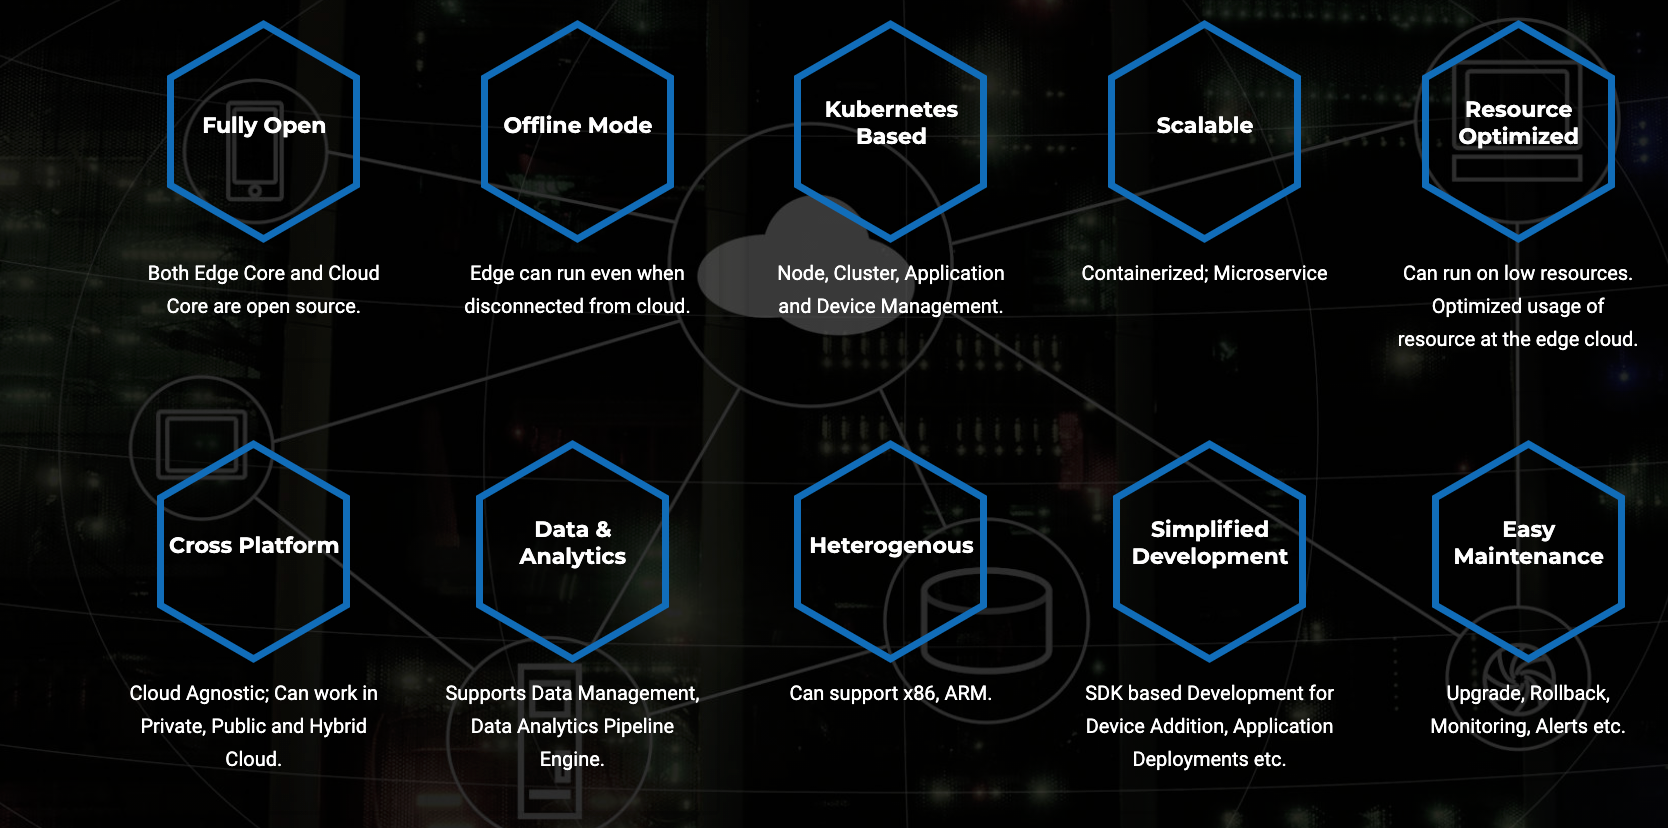 Fully Open
Offline Mode
Kubernetes
Based
Scalable
Resource
Optimized
Both Edge Core and Cloud
Core are open source.
Edge can run even when
disconnected from cloud.
Node, Cluster, Application
and Device Management.
Containerized; Microservice
Can run on low resources.
Optimized usage of
resource at the edge cloud.
Cross Platform
Data &
Analytics
Heterogenous
Simplified
Development
Easy
Maintenance
Cloud Agnostic; Can work in
Private, Public and Hybrid
Cloud.
Supports Data Management,
Data Analytics Pipeline
Engine.
Can support x86, ARM.
SDK based Development for
Device Addition, Application
Deployments etc.
Upgrade, Rollback,
Monitoring, Alerts etc.